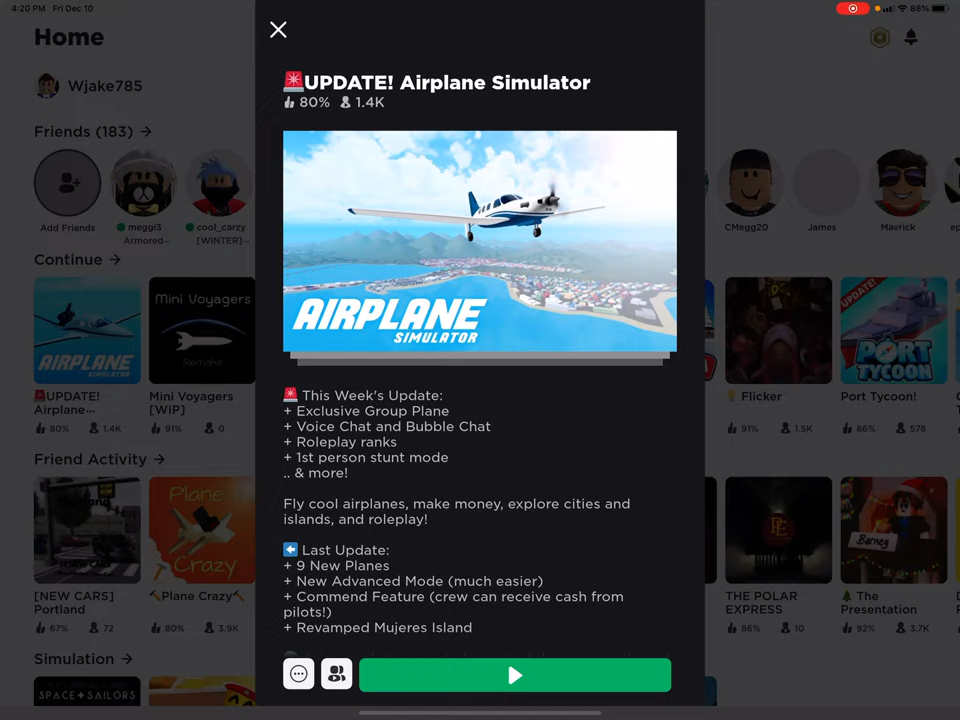 4:20 PM Fri Dec 10
88%
Home
Wjake785
Friends (183) →
Add Friends
meggi3
Armored...
cool_carzy
[WINTER]...
CMegg20
James
Mavrick
Continue →
AIRPLANE
🚨UPDATE!
Airplane...
80% 1.4K
Mini Voyagers
Remake
Mini Voyagers
[WIP]
91% 0
Flicker
91% 1.5K
UPDATE!
PORT
TYCOON
Port Tycoon!
86% 578
Friend Activity →
[NEW CARS]
Portland
67% 72
Plane
Crazy
🔨Plane Crazy🔨
80% 3.9K
PE
THE POLAR
EXPRESS
86% 10
Barney
🎄 The
Presentation
92% 3.7K
Simulation →
SPACE✦SAILORS
🚨UPDATE! Airplane Simulator
80% 1.4K
AIRPLANE
SIMULATOR
🚨 This Week's Update:
+ Exclusive Group Plane
+ Voice Chat and Bubble Chat
+ Roleplay ranks
+ 1st person stunt mode
.. & more!
Fly cool airplanes, make money, explore cities and
islands, and roleplay!
⬅️ Last Update:
+ 9 New Planes
+ New Advanced Mode (much easier)
+ Commend Feature (crew can receive cash from
pilots!)
+ Revamped Mujeres Island